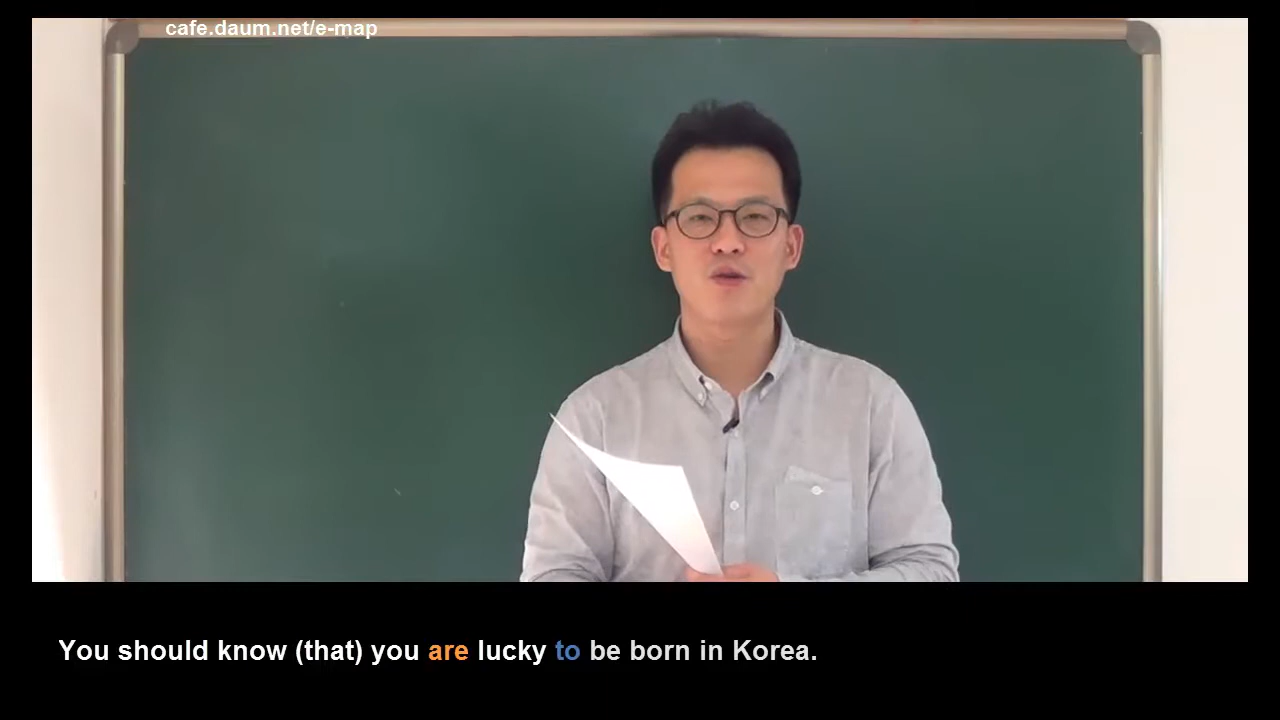 cafe.daum.net/e-map
You should know (that) you are lucky to be born in Korea.